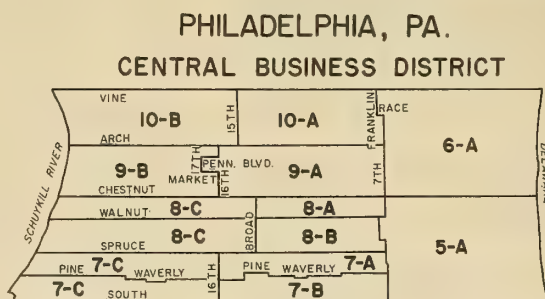 PHILADELPHIA, PA.
CENTRAL BUSINESS DISTRICT
VINE
10-B
15TH
10-A
FRANKLIN
RACE
6-A
ARCH
SCHUYKILL RIVER
17TH
PENN. BLVD.
9-B
9-A
7TH
MARKET
16TH
CHESTNUT
WALNUT
8-C
8-A
BROAD
8-C
8-B
SPRUCE
5-A
PINE
7-C
WAVERLY
16TH
PINE
WAVERLY
7-A
7-C
SOUTH
7-B